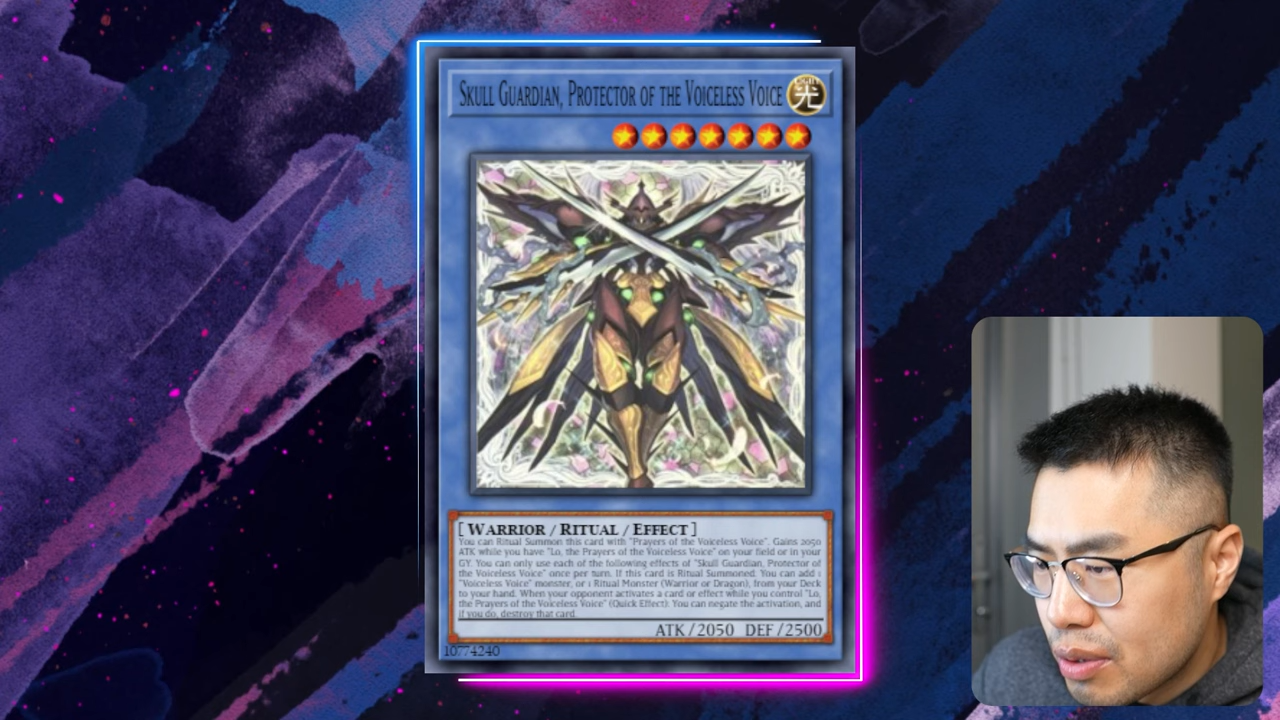 SKULL GUARDIAN, PROTECTOR OF THE VOICELESS VOICE
LIGHT
光
[ WARRIOR / RITUAL / EFFECT ]
You can Ritual Summon this card with "Prayers of the Voiceless Voice". Gains 2050
ATK while you have "Lo, the Prayers of the Voiceless Voice" on your field or in your
GY. You can only use each of the following effects of "Skull Guardian, Protector of
the Voiceless Voice" once per turn. If this card is Ritual Summoned: You can add 1
"Voiceless Voice" monster, or 1 Ritual Monster (Warrior or Dragon), from your Deck
to your hand. When your opponent activates a card or effect while you control "Lo,
the Prayers of the Voiceless Voice" (Quick Effect): You can negate the activation, and
if you do, destroy that card.
ATK / 2050 DEF / 2500
10774240